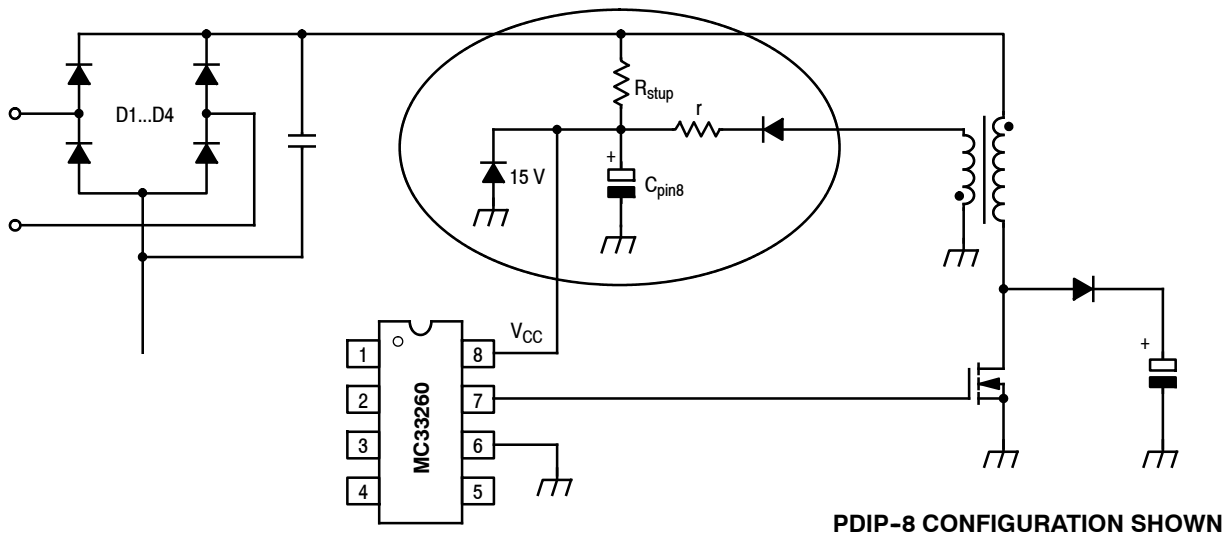 D1...D4
R_stup
r
+
15 V
C_pin8
V_CC
1
8
2
7
3
6
4
5
MC33260
+
PDIP-8 CONFIGURATION SHOWN